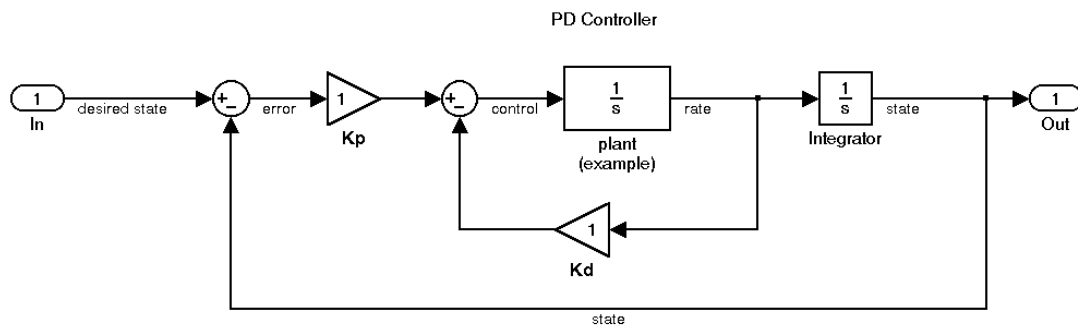 PD Controller
1
desired state
In
+
−
error
1
Kp
+
−
control
1
s
plant
(example)
rate
1
s
Integrator
state
1
Out
1
Kd
state